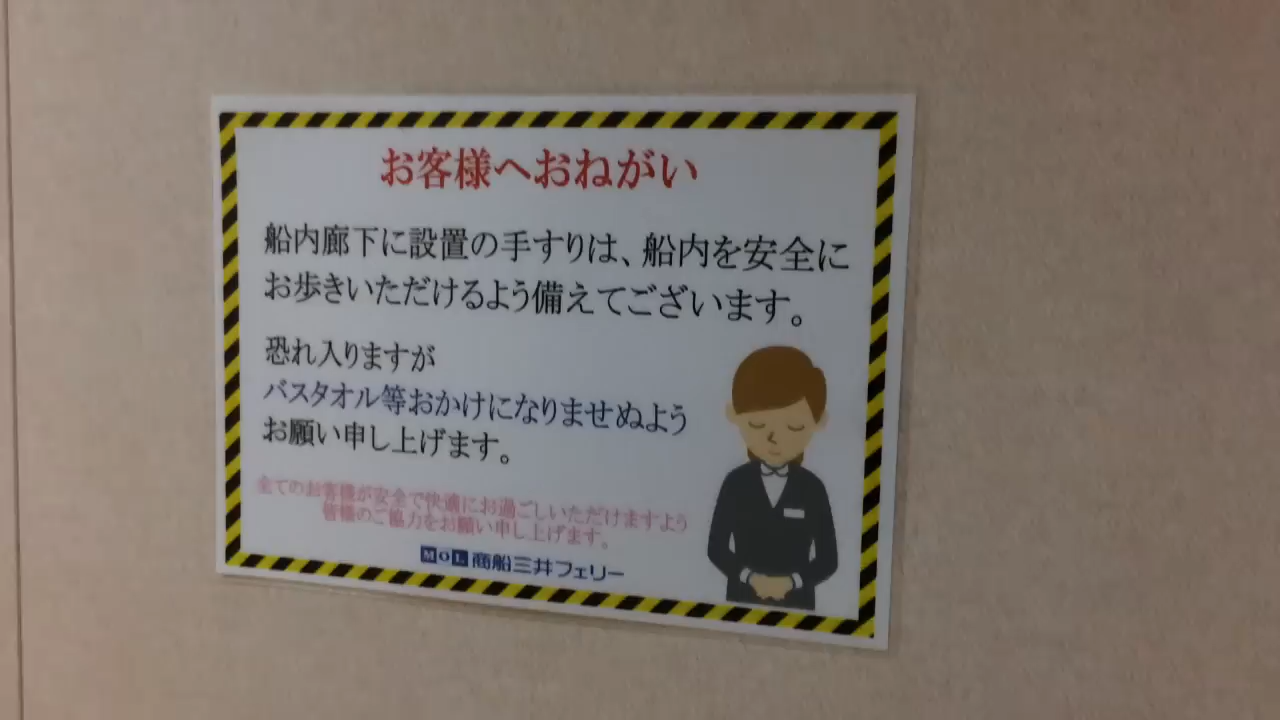 お客様へおねがい
船内廊下に設置の手すりは、船内を安全に
お歩きいただけるよう備えてございます。
恐れ入りますが
バスタオル等おかけになりませぬよう
お願い申し上げます。
全てのお客様が安全で快適にお過ごしいただけますよう
皆様のご協力をお願い申し上げます。
MOL 商船三井フェリー